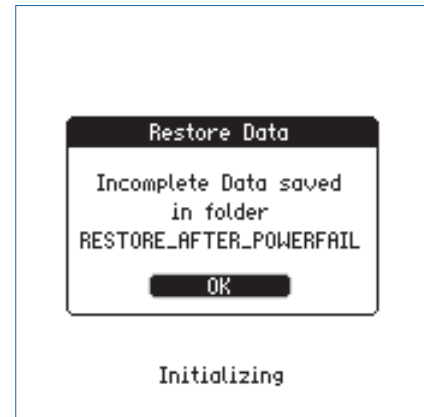 Restore Data
Incomplete Data saved
in folder
RESTORE_AFTER_POWERFAIL
OK
Initializing